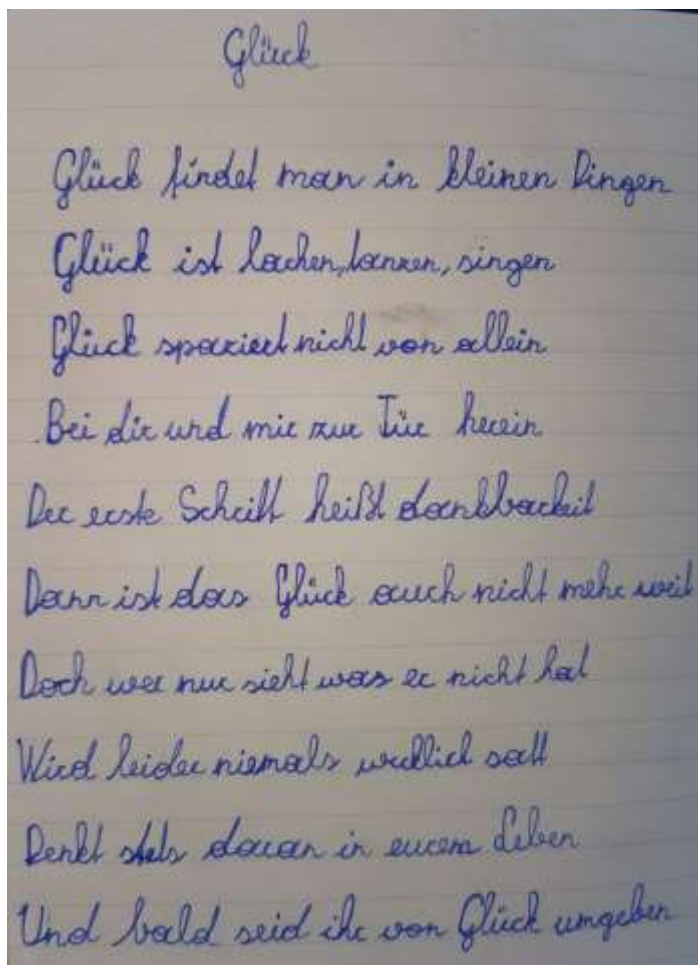 Glück
Glück findet man in kleinen Dingen
Glück ist lachen, tanzen, singen
Glück spaziert nicht von allein
Bei dir und mir zur Tür herein
Der erste Schritt heißt dankbarkeit
Dann ist das Glück auch nicht mehr weit
Doch wer nur sieht was er nicht hat
Wird leider niemals wirklich satt
Denkt stets daran in eurem Leben
Und bald seid ihr von Glück umgeben